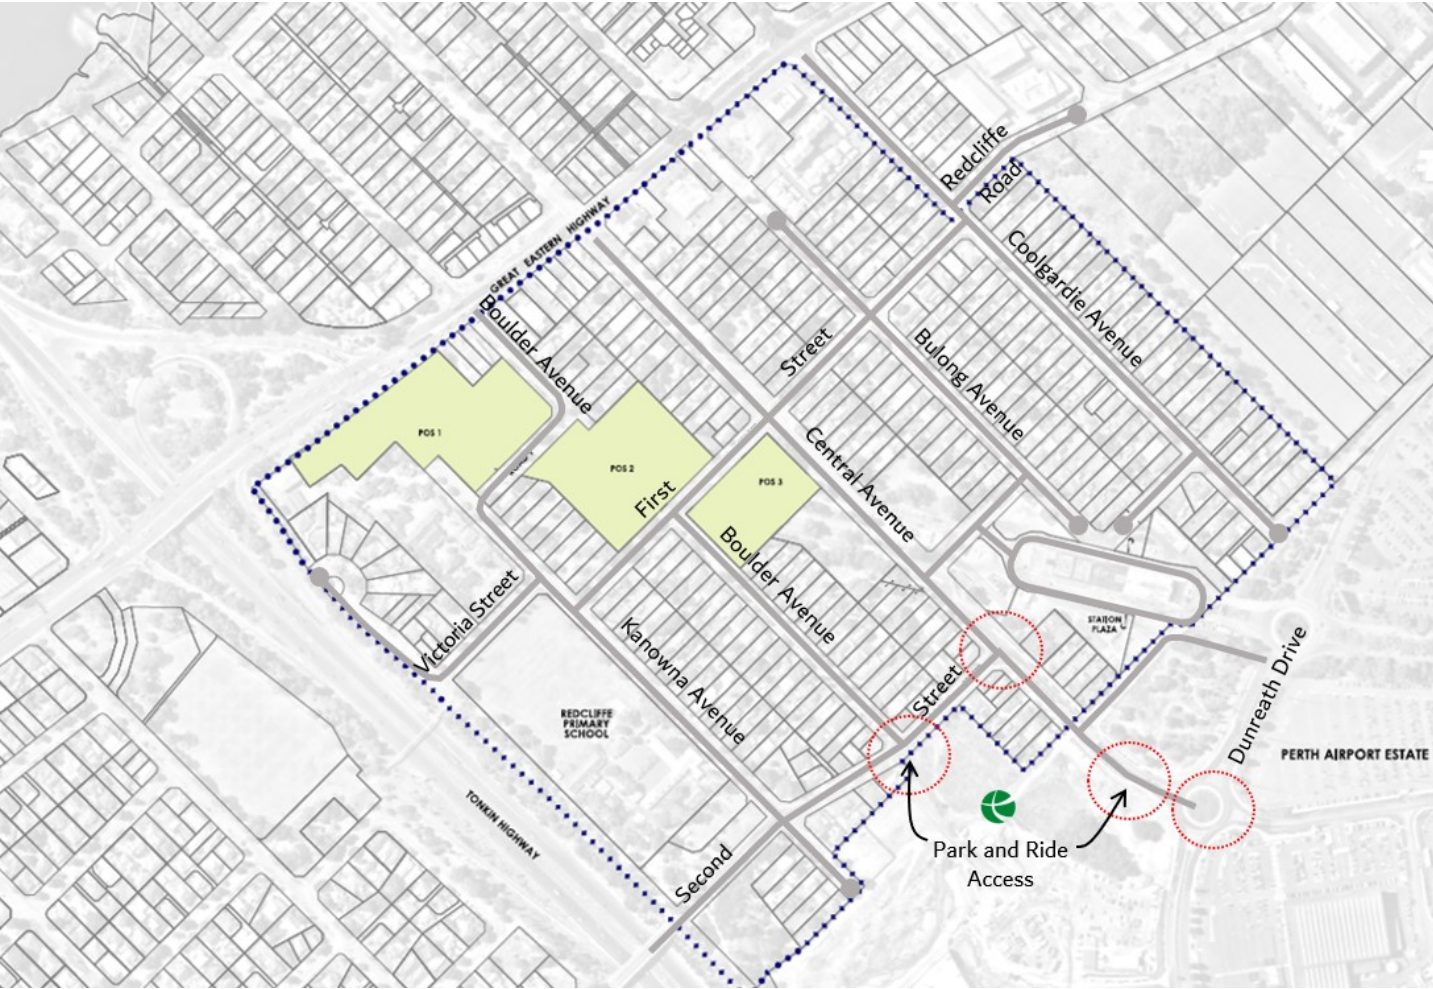 Redcliffe
Road
GREAT EASTERN HIGHWAY
Coolgardie Avenue
Boulder Avenue
Street
Bulong Avenue
POS 1
POS 2
POS 3
First
Central Avenue
Boulder Avenue
Victoria Street
Kanowna Avenue
STATION
PLAZA
Street
Dunreath Drive
REDCLIFFE
PRIMARY
SCHOOL
PERTH AIRPORT ESTATE
TONKIN HIGHWAY
Park and Ride
Access
Second